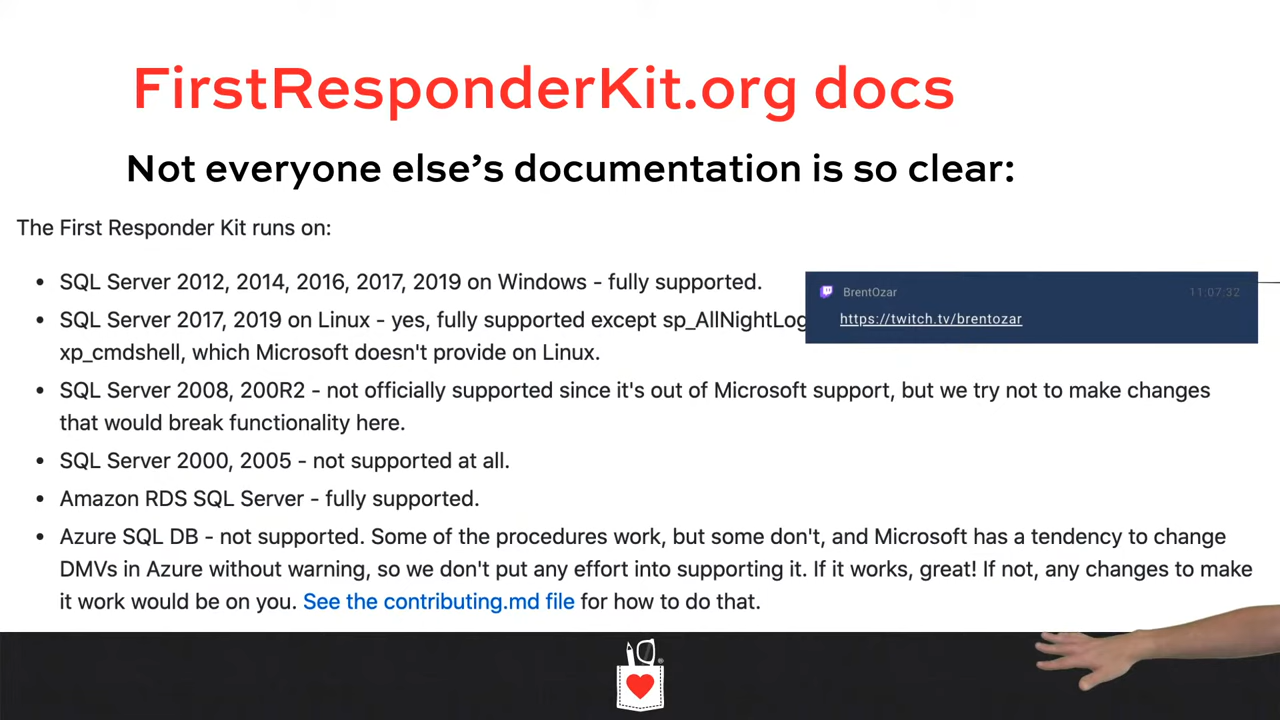 FirstResponderKit.org docs
Not everyone else's documentation is so clear:
The First Responder Kit runs on:
• SQL Server 2012, 2014, 2016, 2017, 2019 on Windows - fully supported.
• SQL Server 2017, 2019 on Linux - yes, fully supported except
BrentOzar 11:07:32
https://twitch.tv/brentozar
xp_cmdshell, which Microsoft doesn't provide on Linux.
• SQL Server 2008, 200R2 - not officially supported since it's out of Microsoft support, but we try not to make changes
that would break functionality here.
• SQL Server 2000, 2005 - not supported at all.
• Amazon RDS SQL Server - fully supported.
• Azure SQL DB - not supported. Some of the procedures work, but some don't, and Microsoft has a tendency to change
DMVs in Azure without warning, so we don't put any effort into supporting it. If it works, great! If not, any changes to make
it work would be on you. See the contributing.md file for how to do that.